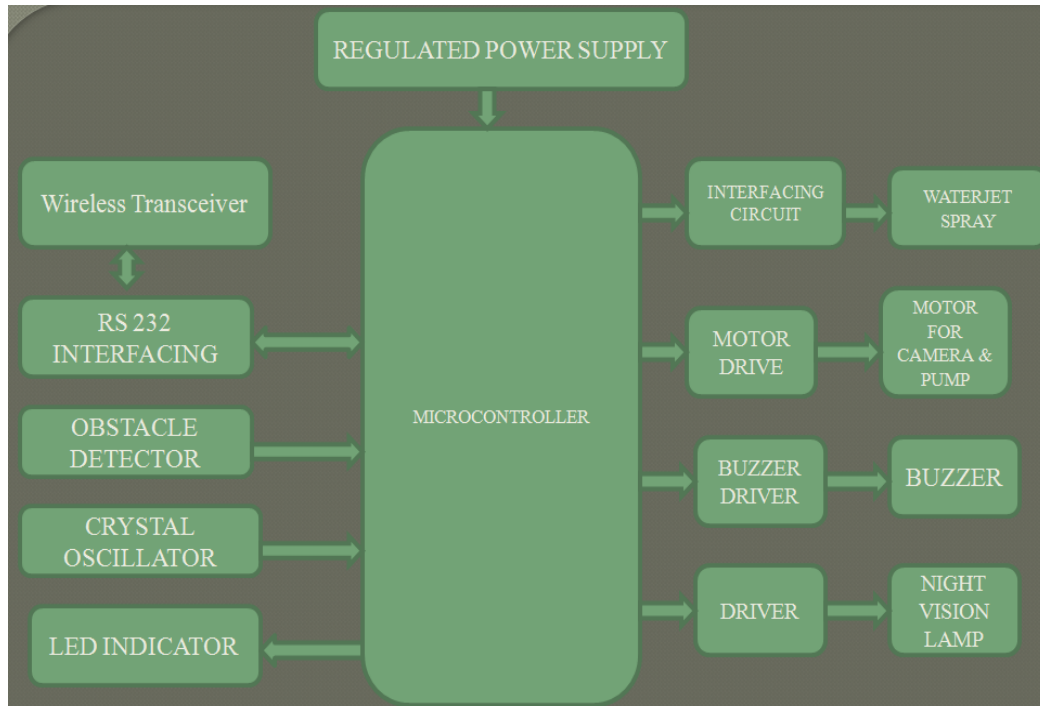 REGULATED POWER SUPPLY
Wireless Transceiver
RS 232
INTERFACING
OBSTACLE
DETECTOR
CRYSTAL
OSCILLATOR
LED INDICATOR
MICROCONTROLLER
INTERFACING
CIRCUIT
WATERJET
SPRAY
MOTOR
DRIVE
MOTOR
FOR
CAMERA &
PUMP
BUZZER
DRIVER
BUZZER
DRIVER
NIGHT
VISION
LAMP